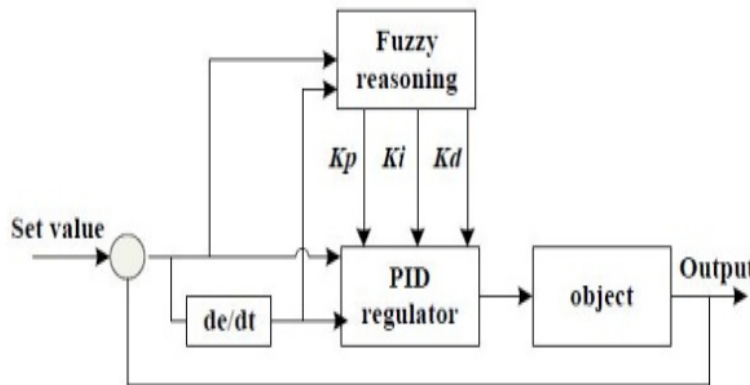 Fuzzy
reasoning
Kp Ki Kd
Set value
PID
regulator
object
Output
de/dt